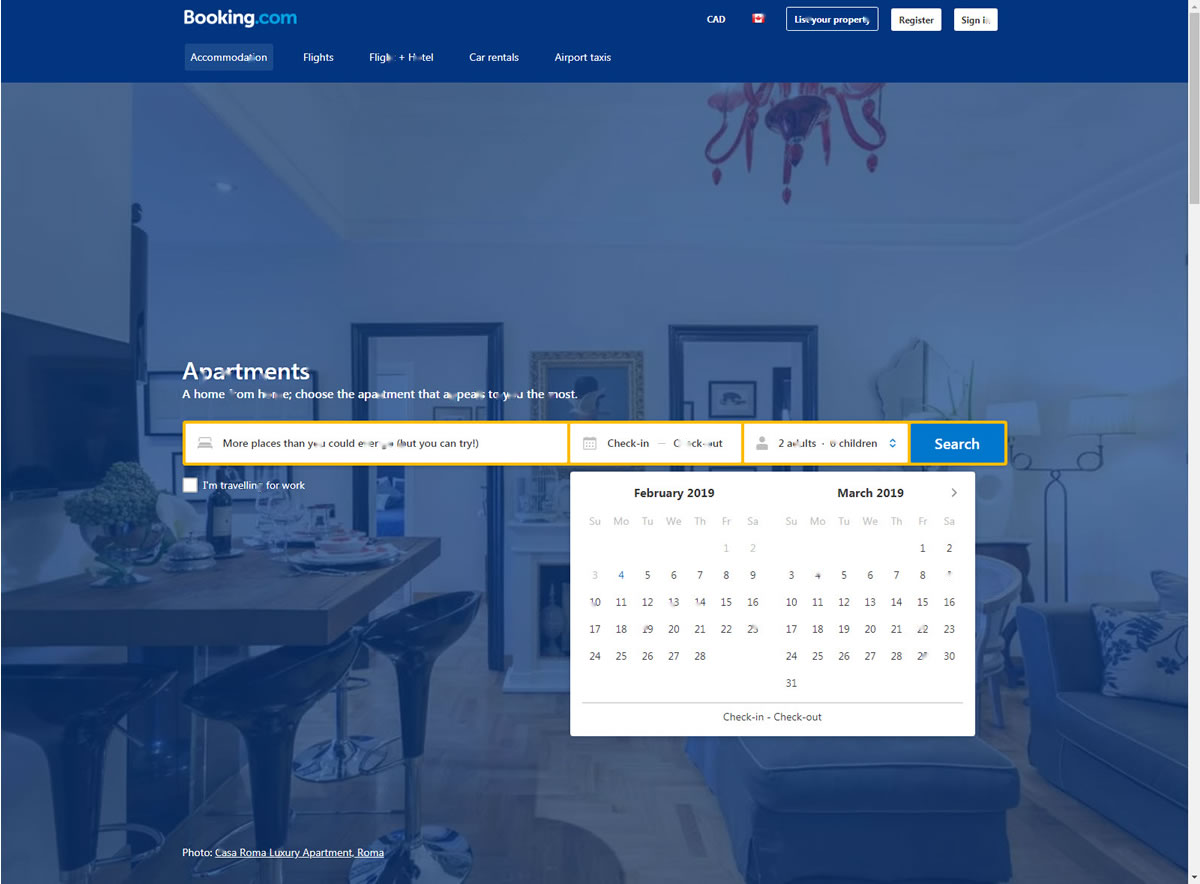 Booking.com
CAD
List your property
Register
Sign in
Accommodation
Flights
Flight + Hotel
Car rentals
Airport taxis
Apartments
A home from home; choose the apartment that appeals to you the most.
More places than you could ever go (but you can try!)
Check-in — Check-out
2 adults · 0 children
Search
I'm travelling for work
February 2019
Su Mo Tu We Th Fr Sa
1 2
3 4 5 6 7 8 9
10 11 12 13 14 15 16
17 18 19 20 21 22 23
24 25 26 27 28
March 2019
Su Mo Tu We Th Fr Sa
1 2
3 4 5 6 7 8
10 11 12 13 14 15 16
17 18 19 20 21 22 23
24 25 26 27 28 30
31
Check-in - Check-out
Photo: Casa Roma Luxury Apartment, Roma